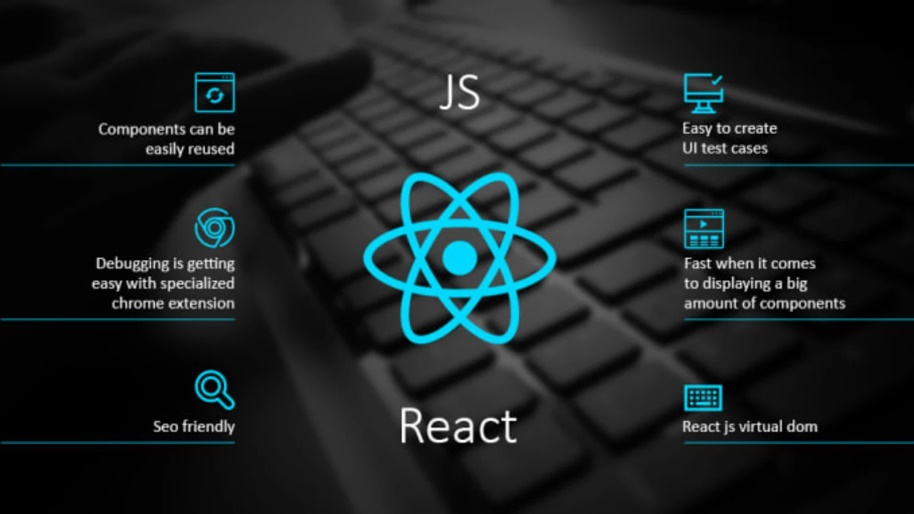 JS
Components can be
easily reused
Debugging is getting
easy with specialized
chrome extension
Seo friendly
Easy to create
UI test cases
Fast when it comes
to displaying a big
amount of components
React js virtual dom
React